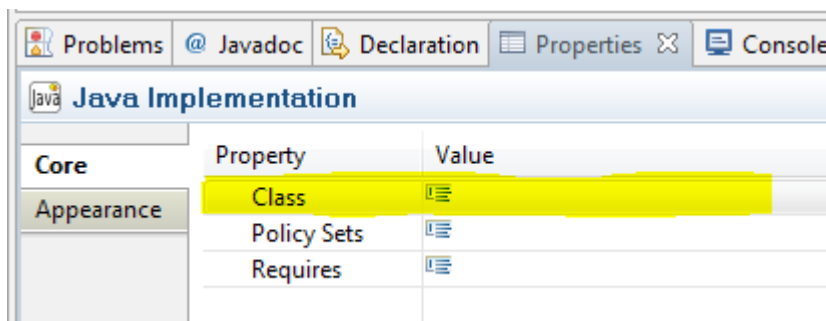 Problems @ Javadoc Declaration Properties Console
Java Implementation
Core
Appearance
Property Value
Class
Policy Sets
Requires